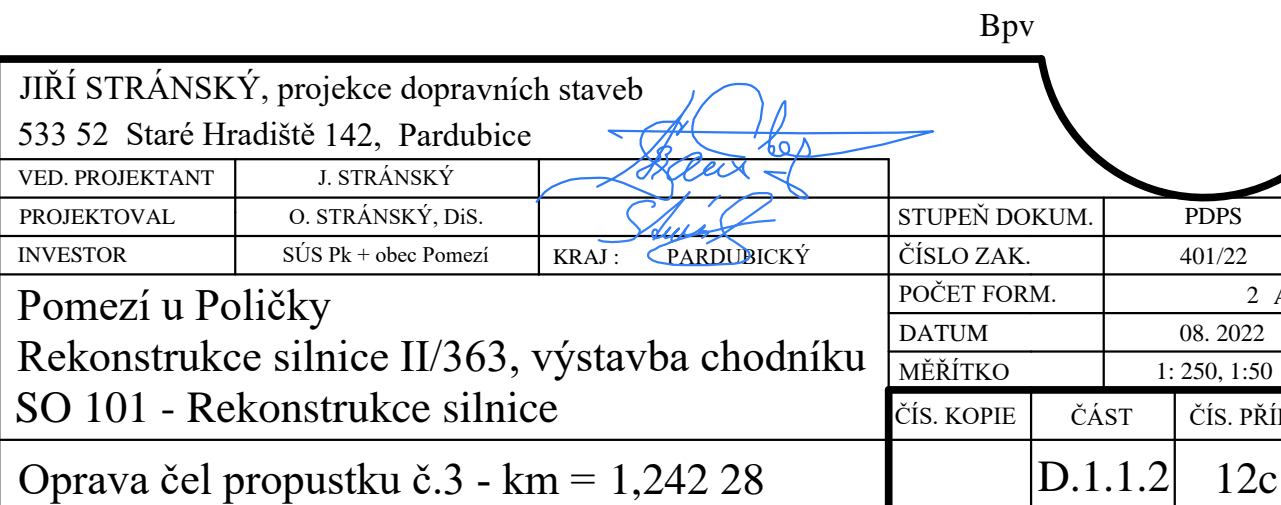 Bpv
JIŘÍ STRÁNSKÝ, projekce dopravních staveb
533 52 Staré Hradiště 142, Pardubice
VED. PROJEKTANT J. STRÁNSKÝ
PROJEKTOVAL O. STRÁNSKÝ, DiS. STUPEŇ DOKUM. PDPS
INVESTOR SÚS Pk + obec Pomezí KRAJ : PARDUBICKÝ ČÍSLO ZAK. 401/22
POČET FORM. 2 A
DATUM 08. 2022
MĚŘÍTKO 1: 250, 1:50
Pomezí u Poličky
Rekonstrukce silnice II/363, výstavba chodníku
SO 101 - Rekonstrukce silnice
ČÍS. KOPIE ČÁST ČÍS. PŘÍ
Oprava čel propustku č.3 - km = 1,242 28 D.1.1.2 12c